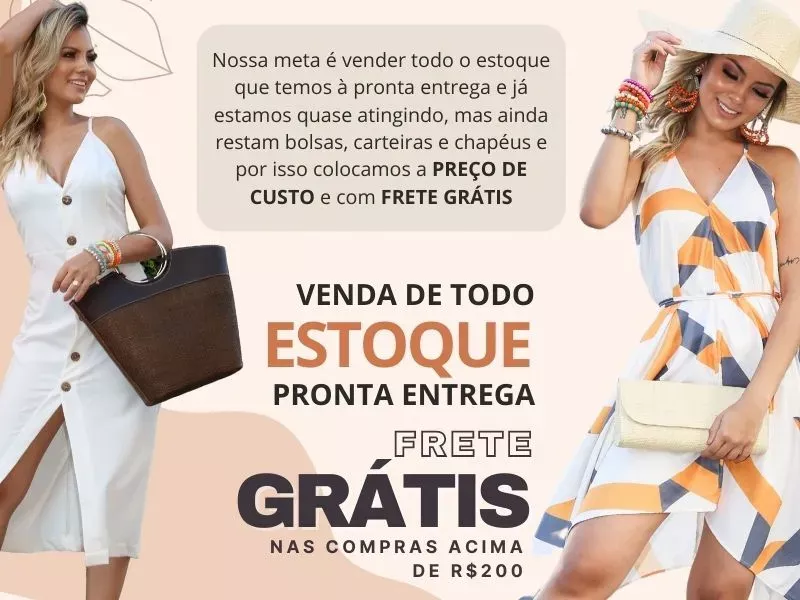 Nossa meta é vender todo o estoque
que temos à pronta entrega e já
estamos quase atingindo, mas ainda
restam bolsas, carteiras e chapéus e
por isso colocamos a PREÇO DE
CUSTO e com FRETE GRÁTIS
VENDA DE TODO
ESTOQUE
PRONTA ENTREGA
FRETE
GRÁTIS
NAS COMPRAS ACIMA
DE R$200